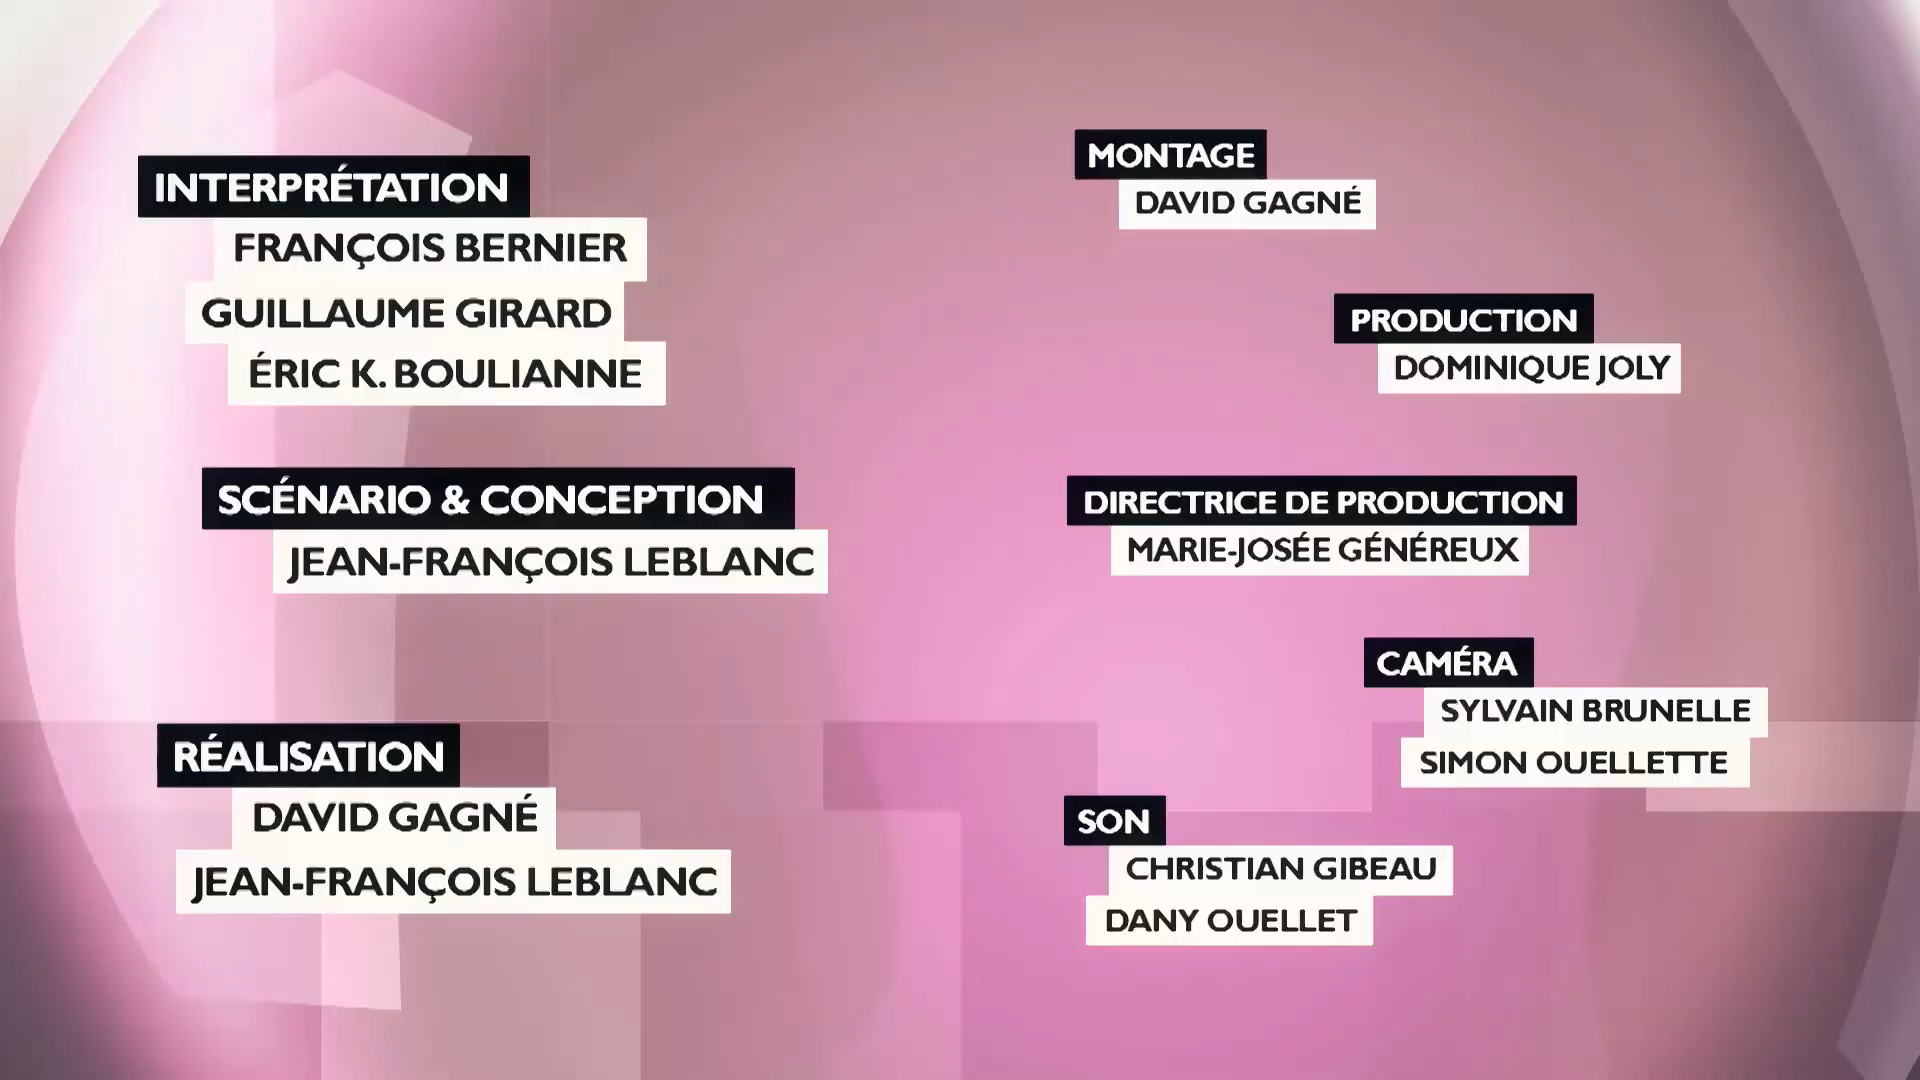 INTERPRÉTATION
FRANÇOIS BERNIER
GUILLAUME GIRARD
ÉRIC K. BOULIANNE
SCÉNARIO & CONCEPTION
JEAN-FRANÇOIS LEBLANC
RÉALISATION
DAVID GAGNÉ
JEAN-FRANÇOIS LEBLANC
MONTAGE
DAVID GAGNÉ
PRODUCTION
DOMINIQUE JOLY
DIRECTRICE DE PRODUCTION
MARIE-JOSÉE GÉNÉREUX
CAMÉRA
SYLVAIN BRUNELLE
SIMON OUELLETTE
SON
CHRISTIAN GIBEAU
DANY OUELLET